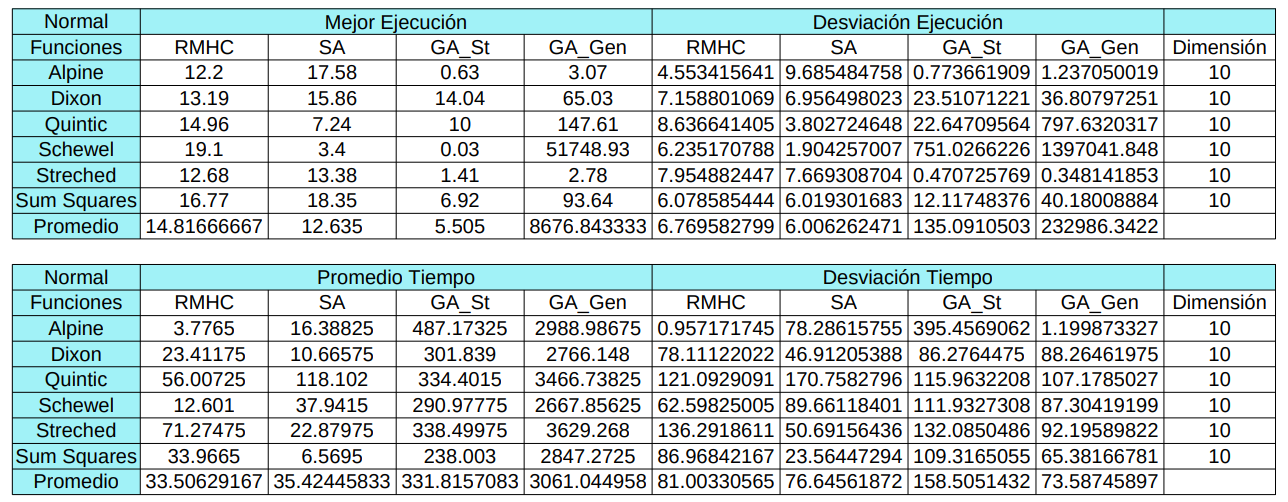 Normal Mejor Ejecución Desviación Ejecución
Funciones RMHC SA GA_St GA_Gen RMHC SA GA_St GA_Gen Dimensión
Alpine 12.2 17.58 0.63 3.07 4.553415641 9.685484758 0.773661909 1.237050019 10
Dixon 13.19 15.86 14.04 65.03 7.158801069 6.956498023 23.51071221 36.80797251 10
Quintic 14.96 7.24 10 147.61 8.636641405 3.802724648 22.64709564 797.6320317 10
Schewel 19.1 3.4 0.03 51748.93 6.235170788 1.904257007 751.0266226 1397041.848 10
Streched 12.68 13.38 1.41 2.78 7.954882447 7.669308704 0.470725769 0.348141853 10
Sum Squares 16.77 18.35 6.92 93.64 6.078585444 6.019301683 12.11748376 40.18008884 10
Promedio 14.81666667 12.635 5.505 8676.843333 6.769582799 6.006262471 135.0910503 232986.3422
Normal Promedio Tiempo Desviación Tiempo
Funciones RMHC SA GA_St GA_Gen RMHC SA GA_St GA_Gen Dimensión
Alpine 3.7765 16.38825 487.17325 2988.98675 0.957171745 78.28615755 395.4569062 1.199873327 10
Dixon 23.41175 10.66575 301.839 2766.148 78.11122022 46.91205388 86.2764475 88.26461975 10
Quintic 56.00725 118.102 334.4015 3466.73825 121.0929091 170.7582796 115.9632208 107.1785027 10
Schewel 12.601 37.9415 290.97775 2667.85625 62.59825005 89.66118401 111.9327308 87.30419199 10
Streched 71.27475 22.87975 338.49975 3629.268 136.2918611 50.69156436 132.0850486 92.19589822 10
Sum Squares 33.9665 6.5695 238.003 2847.2725 86.96842167 23.56447294 109.3165055 65.38166781 10
Promedio 33.50629167 35.42445833 331.8157083 3061.044958 81.00330565 76.64561872 158.5051432 73.58745897